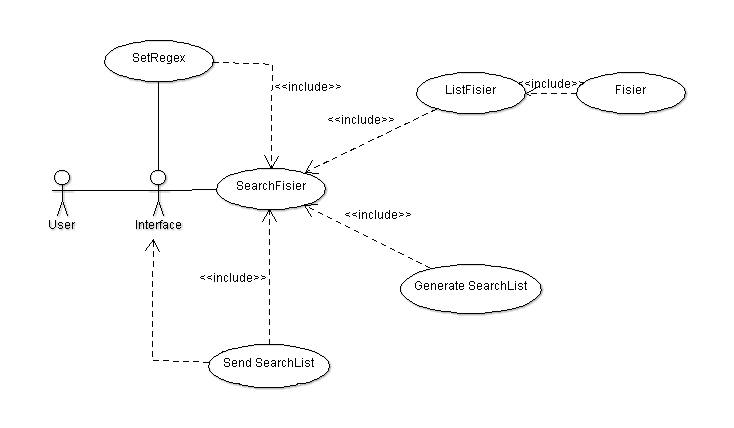 SetRegex
<<include>>
ListFisier
<<include>>
Fisier
<<include>>
SearchFisier
User
Interface
<<include>>
<<include>>
Generate SearchList
Send SearchList